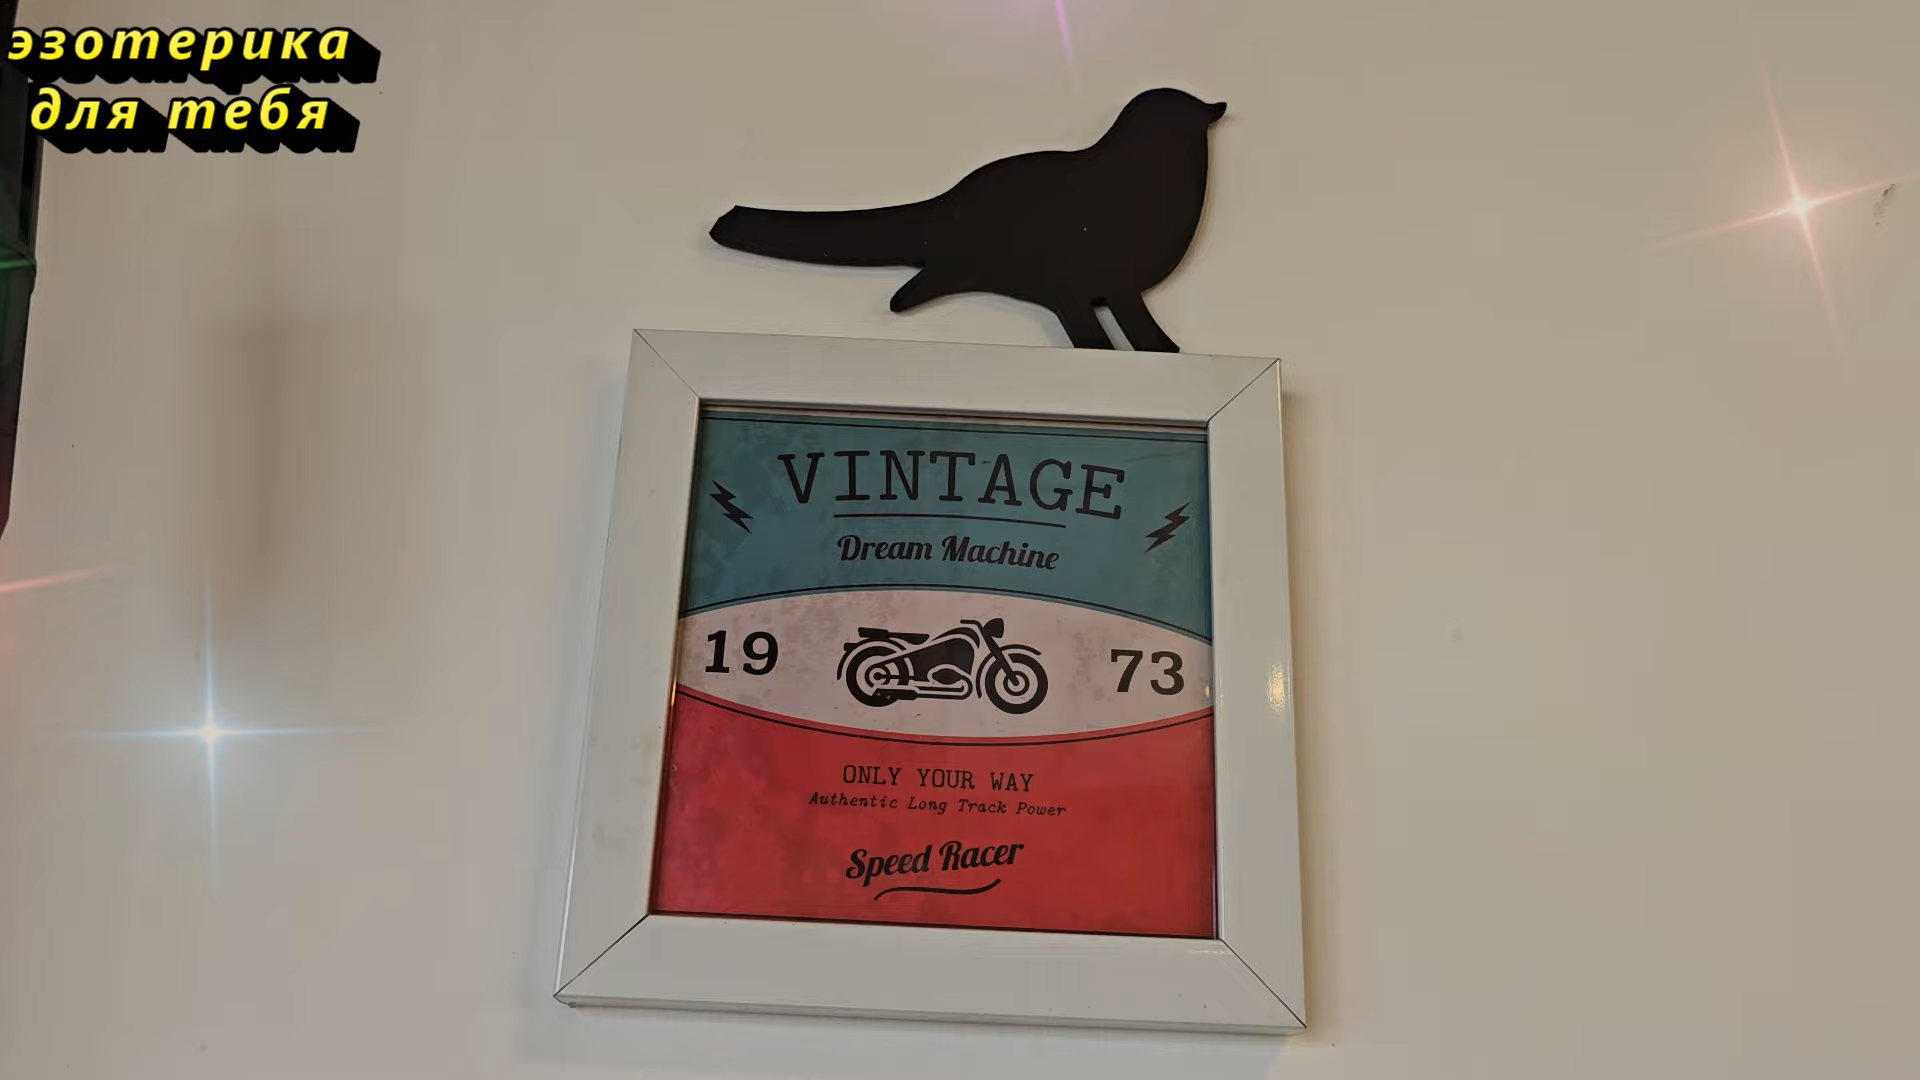 эзотерика
для тебя
VINTAGE
Dream Machine
19 73
ONLY YOUR WAY
Authentic Long Track Power
Speed Racer